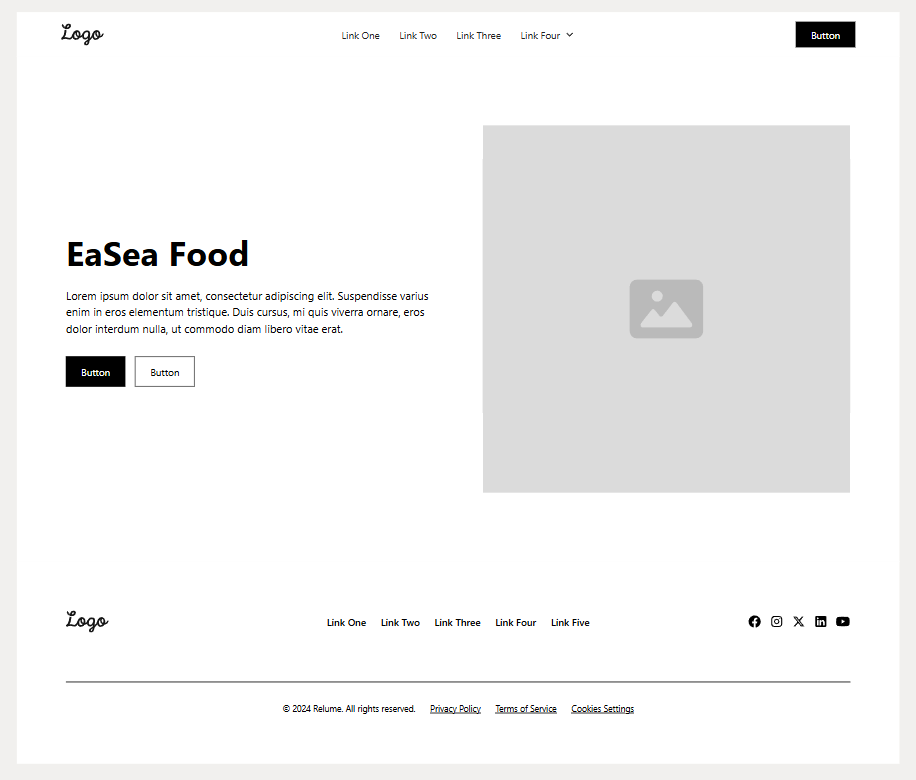 Logo
Link One Link Two Link Three Link Four Button
EaSea Food
Lorem ipsum dolor sit amet, consectetur adipiscing elit. Suspendisse varius
enim in eros elementum tristique. Duis cursus, mi quis viverra ornare, eros
dolor interdum nulla, ut commodo diam libero vitae erat.
Button Button
Logo
Link One Link Two Link Three Link Four Link Five
© 2024 Relume. All rights reserved. Privacy Policy Terms of Service Cookies Settings